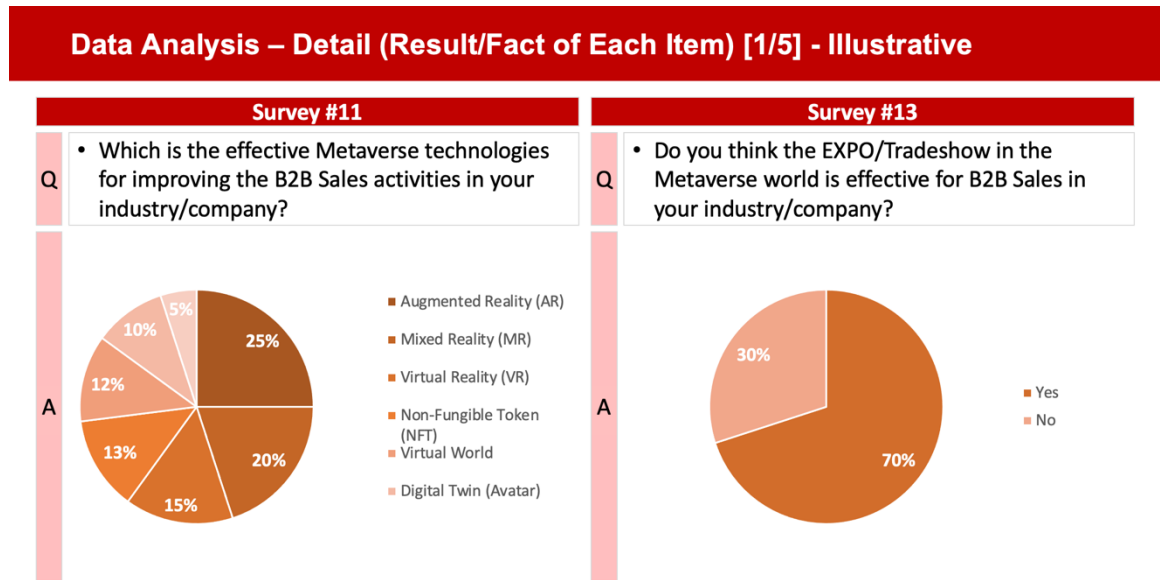 Data Analysis – Detail (Result/Fact of Each Item) [1/5] - Illustrative
Survey #11
Q
• Which is the effective Metaverse technologies
for improving the B2B Sales activities in your
industry/company?
A
25%
20%
15%
13%
12%
10%
5%
Augmented Reality (AR)
Mixed Reality (MR)
Virtual Reality (VR)
Non-Fungible Token
(NFT)
Virtual World
Digital Twin (Avatar)
Survey #13
Q
• Do you think the EXPO/Tradeshow in the
Metaverse world is effective for B2B Sales in
your industry/company?
A
30%
70%
Yes
No